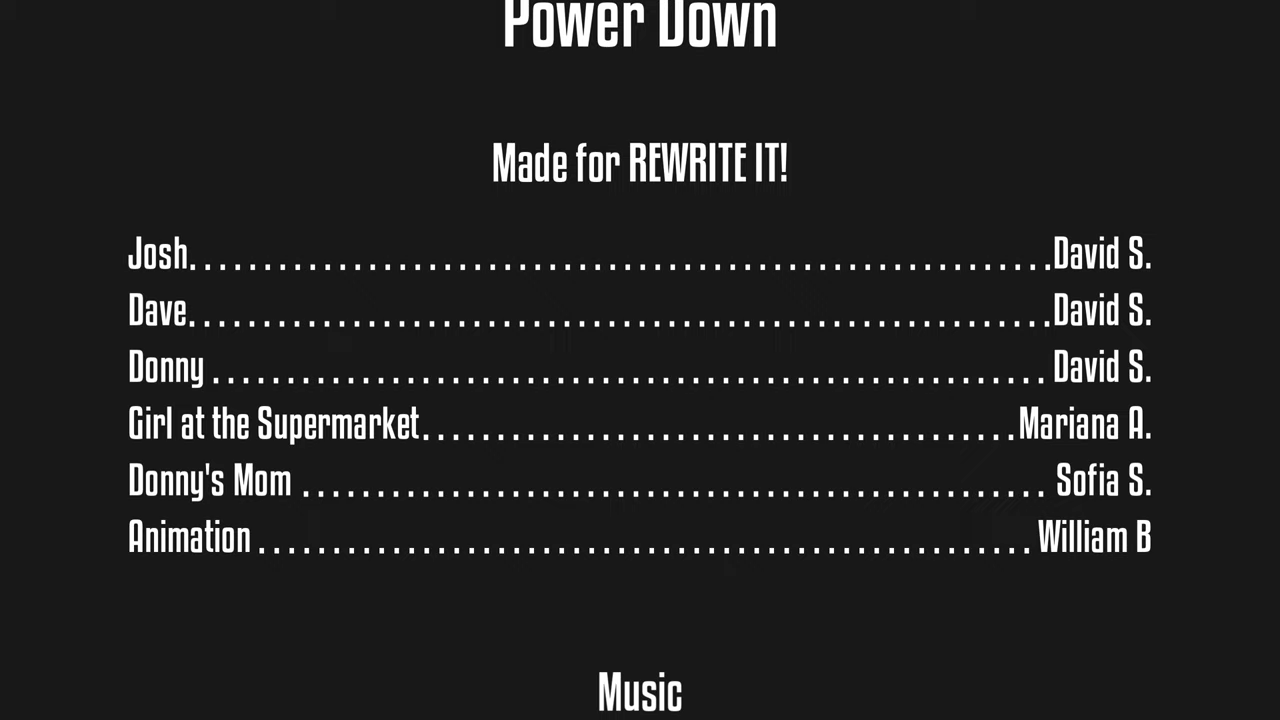 Power Down
Made for REWRITE IT!
Josh. . . . . . . . . . . . . . . . . . . . . . . . . . . . . . . . . . . . . . . . . . . . . . . . . . . . . . . . . .David S.
Dave. . . . . . . . . . . . . . . . . . . . . . . . . . . . . . . . . . . . . . . . . . . . . . . . . . . . . . . . . .David S.
Donny . . . . . . . . . . . . . . . . . . . . . . . . . . . . . . . . . . . . . . . . . . . . . . . . . . . . . . . . David S.
Girl at the Supermarket. . . . . . . . . . . . . . . . . . . . . . . . . . . . . . . . . . . . . . . .Mariana A.
Donny's Mom . . . . . . . . . . . . . . . . . . . . . . . . . . . . . . . . . . . . . . . . . . . . . . . . . . Sofia S.
Animation . . . . . . . . . . . . . . . . . . . . . . . . . . . . . . . . . . . . . . . . . . . . . . . . . . . . William B
Music